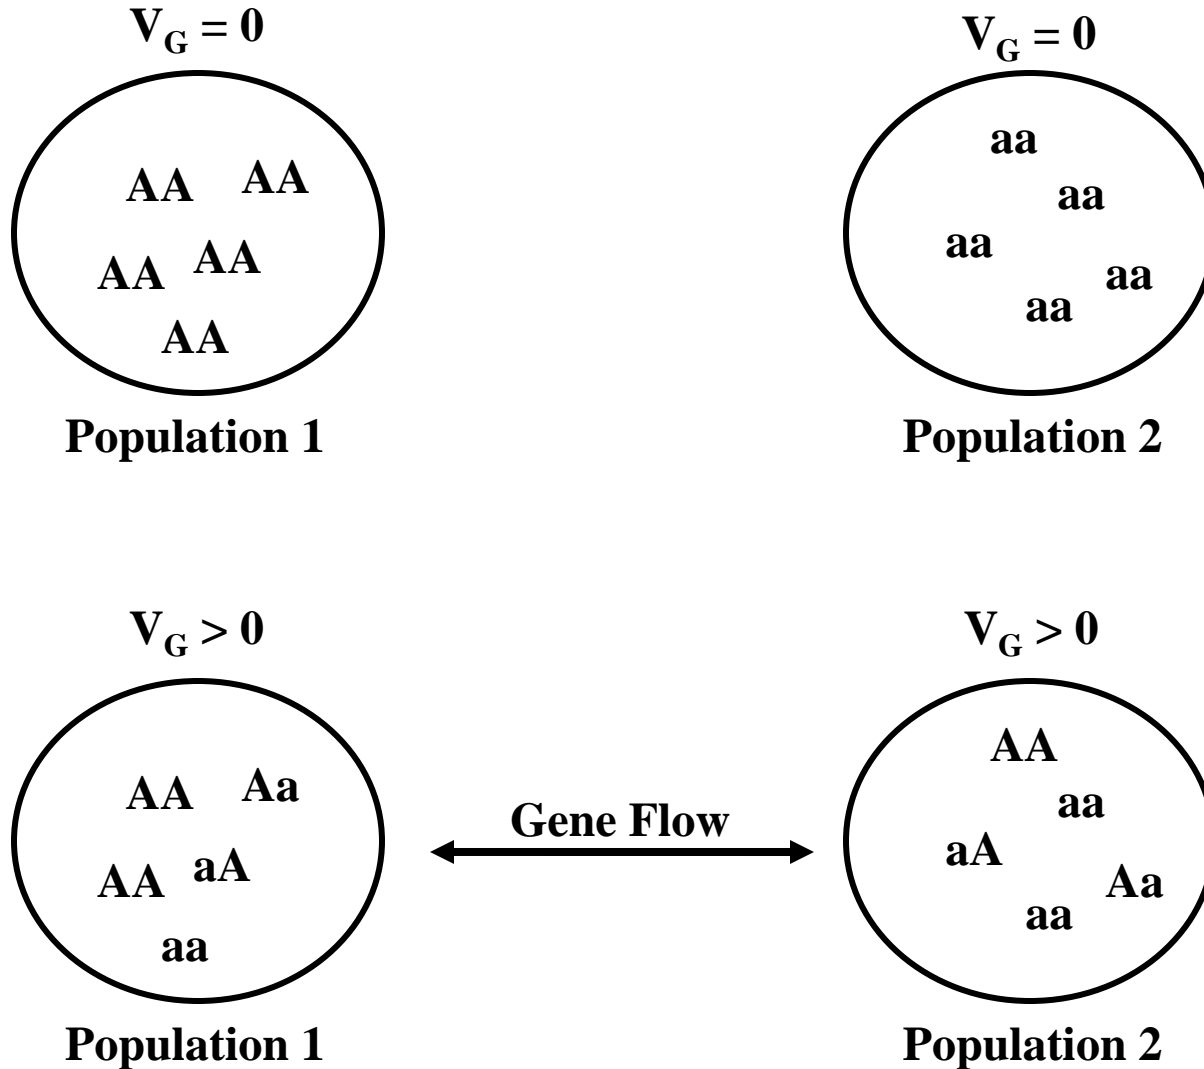 V_G = 0
V_G = 0
AA AA
AA AA
AA
aa
aa
aa
aa
aa
Population 1
Population 2
V_G > 0
V_G > 0
AA Aa
AA aA
aa
Gene Flow
AA
aa
aA
Aa
aa
Population 1
Population 2